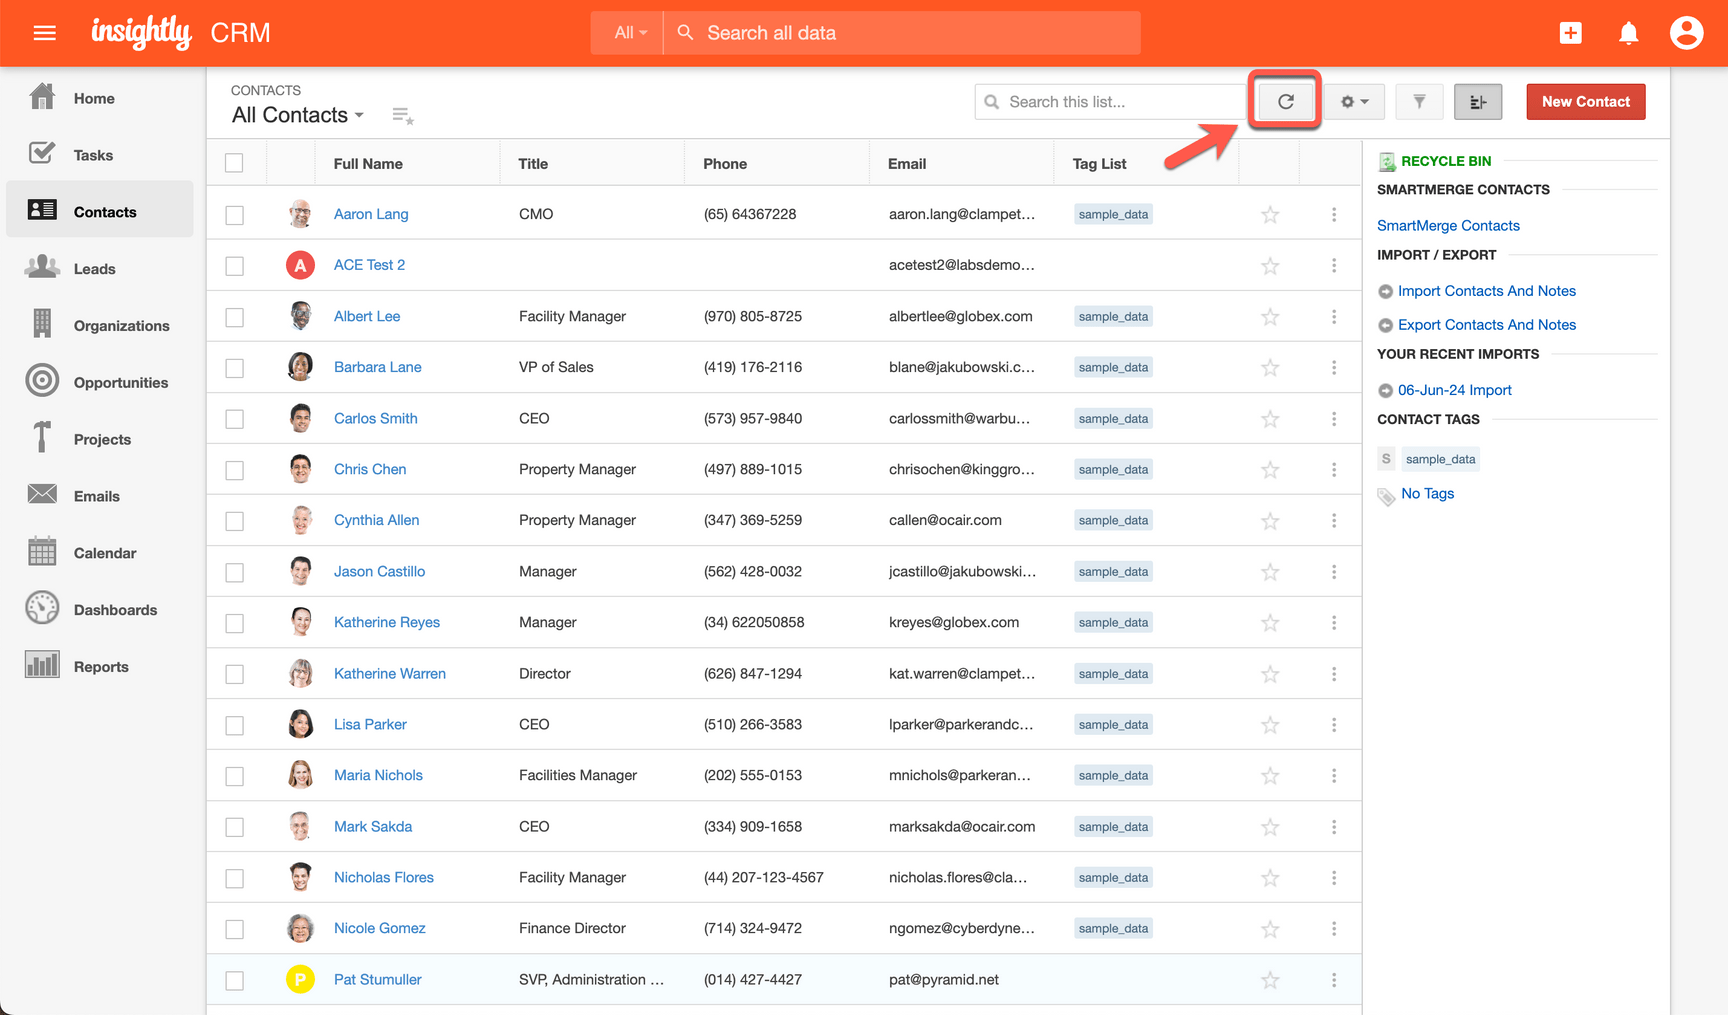 insightly CRM
All Search all data
Home
Tasks
Contacts
Leads
Organizations
Opportunities
Projects
Emails
Calendar
Dashboards
Reports
CONTACTS
All Contacts
Search this list...
New Contact
Full Name Title Phone Email Tag List
Aaron Lang CMO (65) 64367228 aaron.lang@clampet... sample_data
A ACE Test 2 acetest2@labsdemo...
Albert Lee Facility Manager (970) 805-8725 albertlee@globex.com sample_data
Barbara Lane VP of Sales (419) 176-2116 blane@jakubowski.c... sample_data
Carlos Smith CEO (573) 957-9840 carlossmith@warbu... sample_data
Chris Chen Property Manager (497) 889-1015 chrisochen@kinggro... sample_data
Cynthia Allen Property Manager (347) 369-5259 callen@ocair.com sample_data
Jason Castillo Manager (562) 428-0032 jcastillo@jakubowski... sample_data
Katherine Reyes Manager (34) 622050858 kreyes@globex.com sample_data
Katherine Warren Director (626) 847-1294 kat.warren@clampet... sample_data
Lisa Parker CEO (510) 266-3583 lparker@parkerandc... sample_data
Maria Nichols Facilities Manager (202) 555-0153 mnichols@parkeran... sample_data
Mark Sakda CEO (334) 909-1658 marksakda@ocair.com sample_data
Nicholas Flores Facility Manager (44) 207-123-4567 nicholas.flores@cla... sample_data
Nicole Gomez Finance Director (714) 324-9472 ngomez@cyberdyne... sample_data
P Pat Stumuller SVP, Administration ... (014) 427-4427 pat@pyramid.net
RECYCLE BIN
SMARTMERGE CONTACTS
SmartMerge Contacts
IMPORT / EXPORT
Import Contacts And Notes
Export Contacts And Notes
YOUR RECENT IMPORTS
06-Jun-24 Import
CONTACT TAGS
S sample_data
No Tags